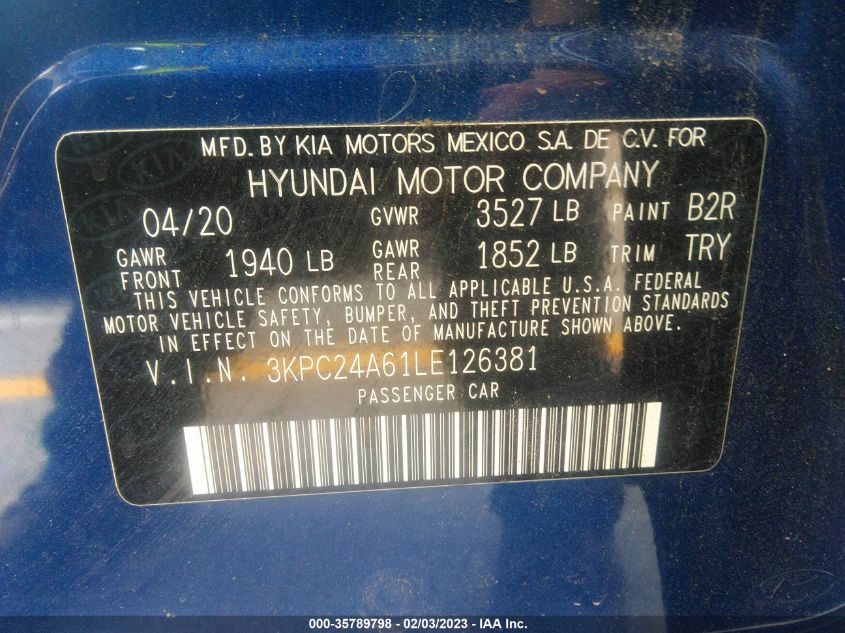 MFD. BY KIA MOTORS MEXICO S.A. DE C.V. FOR
HYUNDAI MOTOR COMPANY
04/20 GVWR 3527 LB PAINT B2R
GAWR FRONT 1940 LB GAWR REAR 1852 LB TRIM TRY
THIS VEHICLE CONFORMS TO ALL APPLICABLE U.S.A. FEDERAL
MOTOR VEHICLE SAFETY, BUMPER, AND THEFT PREVENTION STANDARDS
IN EFFECT ON THE DATE OF MANUFACTURE SHOWN ABOVE.
V.I.N. 3KPC24A61LE126381
PASSENGER CAR
000-35789798 - 02/03/2023 - IAA Inc.